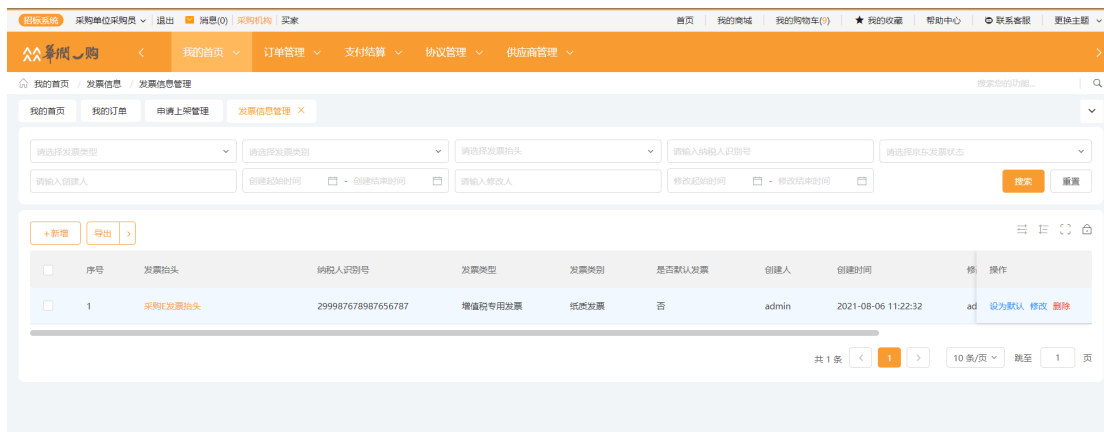 招标系统 采购单位采购员 退出 消息(0) 采购机构 买家 首页 我的商城 我的购物车(9) 我的收藏 帮助中心 联系客服 更换主题
我的首页 订单管理 支付结算 协议管理 供应商管理
我的首页 / 发票信息 / 发票信息管理 搜索您的功能...
我的首页 我的订单 申请上架管理 发票信息管理 ×
请选择发票类型 请选择发票类别 请选择发票抬头 请输入纳税人识别号 请选择京东发票状态
请输入创建人 创建起始时间 - 创建结束时间 请输入修改人 修改起始时间 - 修改结束时间 搜索 重置
+新增 导出 >
序号 发票抬头 纳税人识别号 发票类型 发票类别 是否默认发票 创建人 创建时间 操作
1 采购E发票抬头 299987678987656787 增值税专用发票 纸质发票 否 admin 2021-08-06 11:22:32 ad 设为默认 修改 删除
共 1 条 < 1 > 10 条/页 跳至 1 页